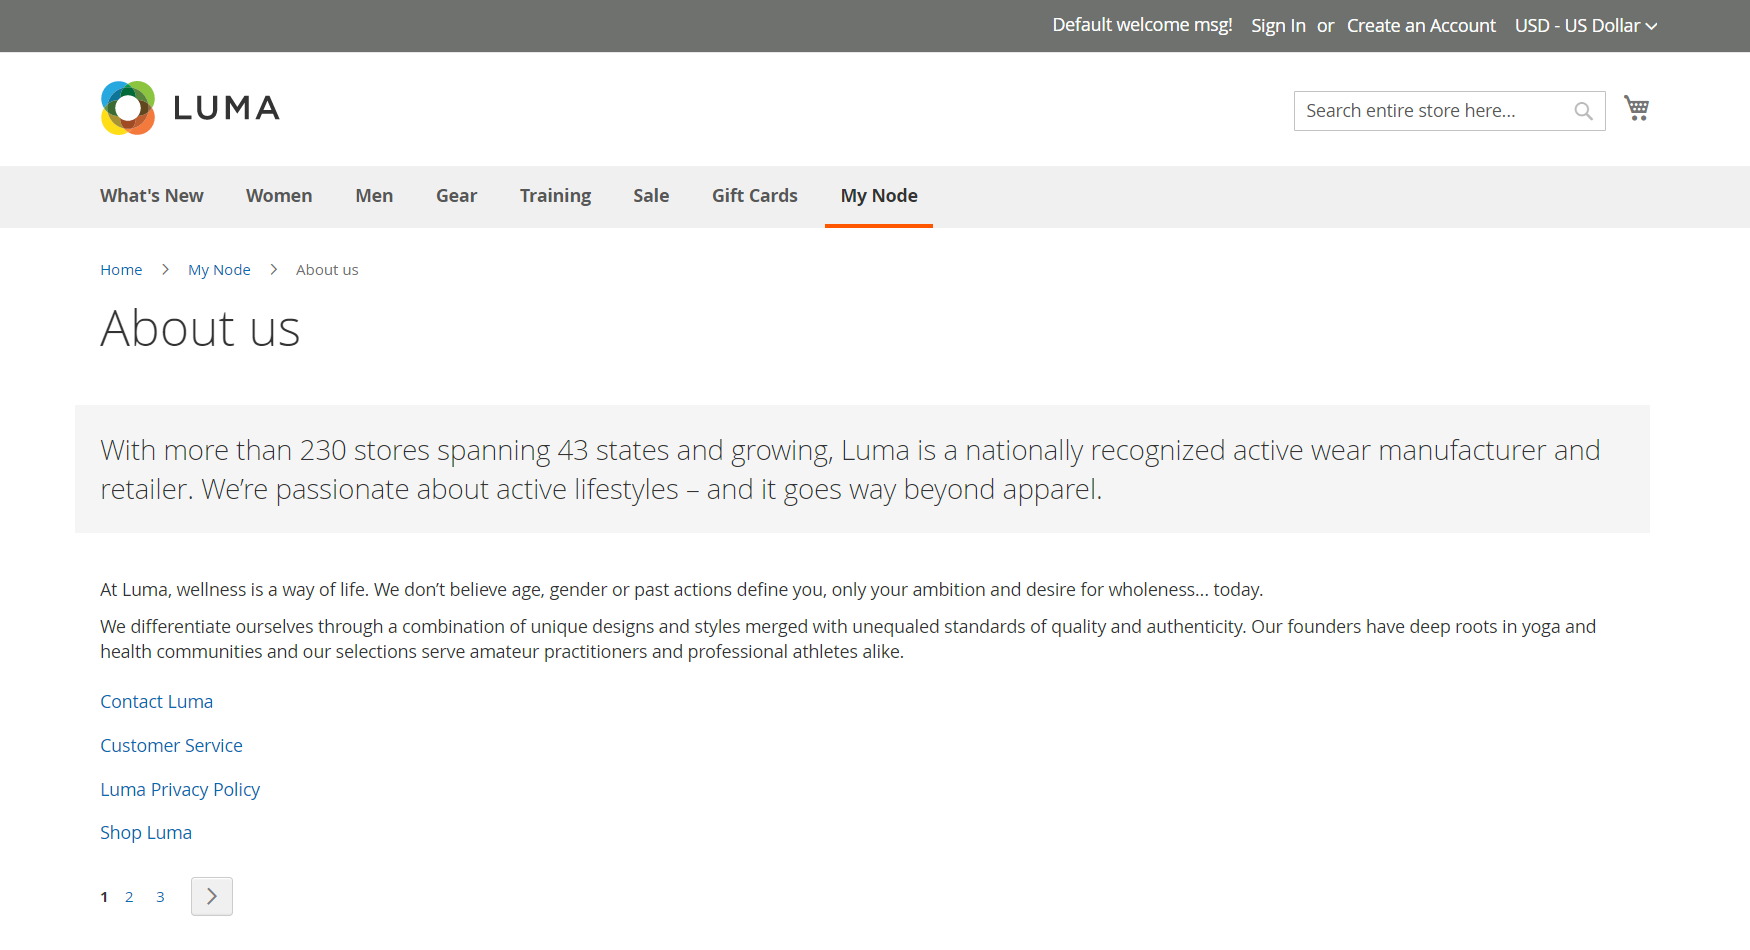 Default welcome msg! Sign In or Create an Account USD - US Dollar
LUMA
Search entire store here...
What's New Women Men Gear Training Sale Gift Cards My Node
Home My Node About us
About us
With more than 230 stores spanning 43 states and growing, Luma is a nationally recognized active wear manufacturer and
retailer. We’re passionate about active lifestyles – and it goes way beyond apparel.
At Luma, wellness is a way of life. We don’t believe age, gender or past actions define you, only your ambition and desire for wholeness... today.
We differentiate ourselves through a combination of unique designs and styles merged with unequaled standards of quality and authenticity. Our founders have deep roots in yoga and
health communities and our selections serve amateur practitioners and professional athletes alike.
Contact Luma
Customer Service
Luma Privacy Policy
Shop Luma
1 2 3